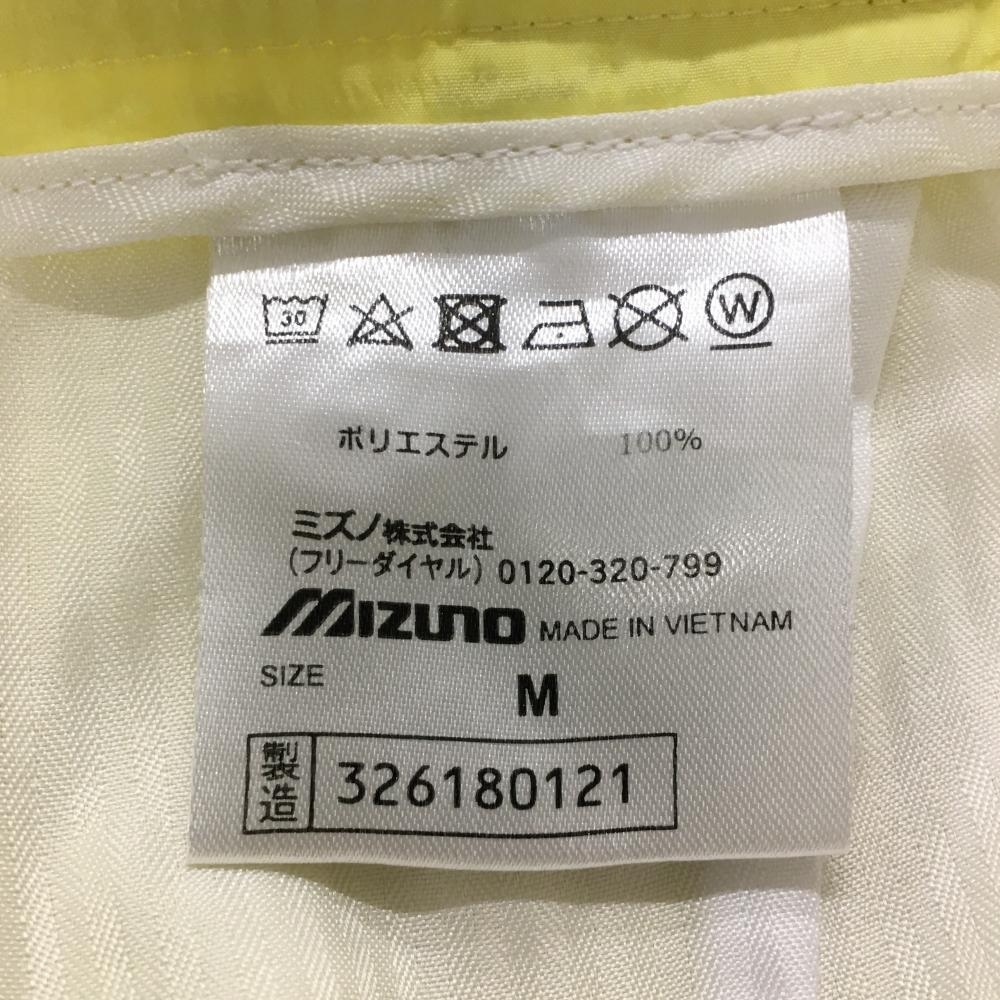 30
W
ポリエステル 100%
ミズノ株式会社
(フリーダイヤル) 0120-320-799
MIZUNO MADE IN VIETNAM
SIZE M
製造 326180121